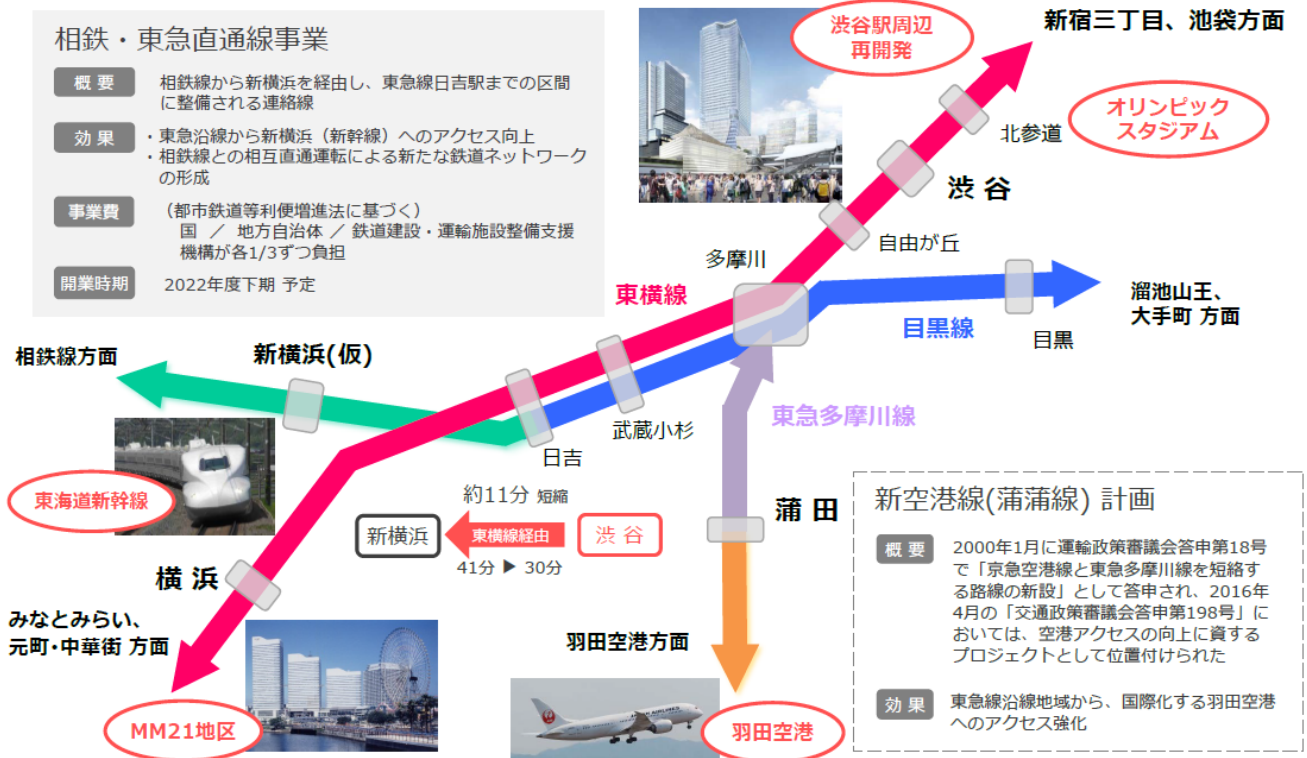 相鉄・東急直通線事業
概 要
相鉄線から新横浜を経由し、東急線日吉駅までの区間
に整備される連絡線
効 果
・東急沿線から新横浜（新幹線）へのアクセス向上
・相鉄線との相互直通運転による新たな鉄道ネットワーク
の形成
事業費
（都市鉄道等利便増進法に基づく）
国 ／ 地方自治体 ／ 鉄道建設・運輸施設整備支援
機構が各1/3ずつ負担
開業時期
2022年度下期 予定
渋谷駅周辺
再開発
新宿三丁目、池袋方面
オリンピック
スタジアム
北参道
渋 谷
自由が丘
多摩川
東横線
目黒線
溜池山王、
大手町 方面
目黒
相鉄線方面
新横浜(仮)
武蔵小杉
日吉
東急多摩川線
東海道新幹線
約11分 短縮
新横浜
東横線経由
渋 谷
41分 ▶ 30分
蒲 田
横 浜
みなとみらい、
元町・中華街 方面
MM21地区
羽田空港方面
羽田空港
新空港線(蒲蒲線) 計画
概 要
2000年1月に運輸政策審議会答申第18号
で「京急空港線と東急多摩川線を短絡す
る路線の新設」として答申され、2016年
4月の「交通政策審議会答申第198号」に
おいては、空港アクセスの向上に資する
プロジェクトとして位置付けられた
効 果
東急線沿線地域から、国際化する羽田空港
へのアクセス強化